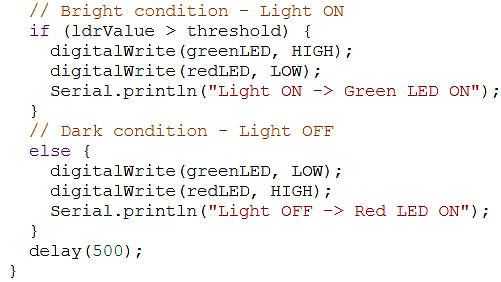 // Bright condition – Light ON
if (ldrValue > threshold) {
digitalWrite(greenLED, HIGH);
digitalWrite(redLED, LOW);
Serial.println("Light ON -> Green LED ON");
}
// Dark condition – Light OFF
else {
digitalWrite(greenLED, LOW);
digitalWrite(redLED, HIGH);
Serial.println("Light OFF -> Red LED ON");
}
delay(500);
}